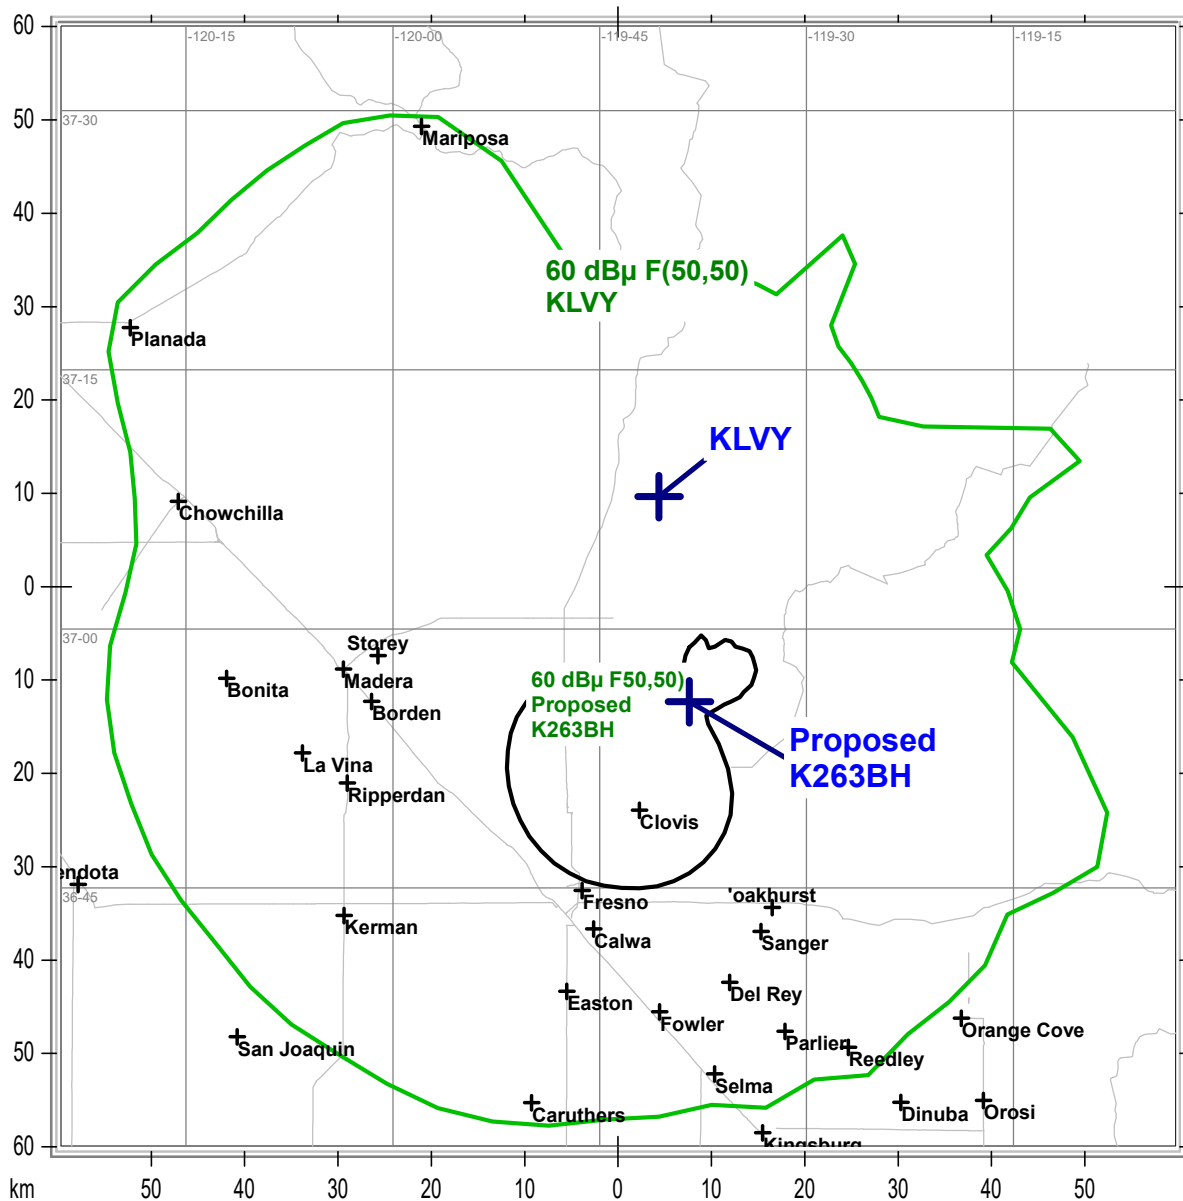 60
-120-15
-120-00
-119-45
-119-30
-119-15
50
37-30
Mariposa
40
60 dBµ F(50,50)
KLVY
30
Planada
37-15
20
KLVY
10
Chowchilla
0
37-00
Storey
Madera
10
Bonita
Borden
60 dBµ F50,50)
Proposed
K263BH
Proposed
K263BH
La Vina
20
Ripperdan
Clovis
30
endota
36-45
Fresno
'oakhurst
Kerman
Calwa
Sanger
40
Del Rey
Easton
Fowler
Orange Cove
Parlier
Reedley
San Joaquin
50
Selma
Caruthers
Dinuba
Orosi
Kingsburg
60
km
50
40
30
20
10
0
10
20
30
40
50